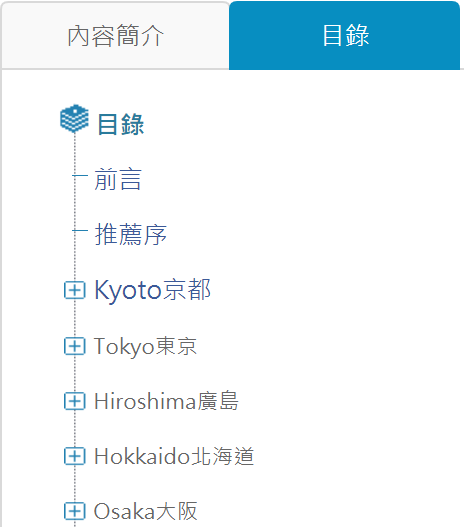 內容簡介
目錄
目錄
前言
推薦序
Kyoto京都
Tokyo東京
Hiroshima廣島
Hokkaido北海道
Osaka大阪